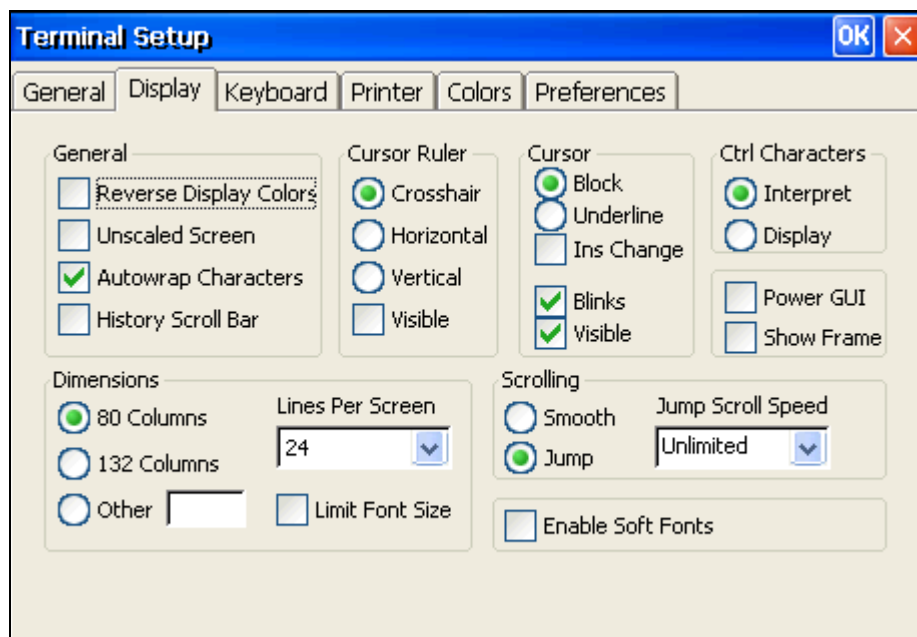 Terminal Setup OK
General Display Keyboard Printer Colors Preferences
General
Reverse Display Colors
Unscaled Screen
Autowrap Characters
History Scroll Bar
Cursor Ruler
Crosshair
Horizontal
Vertical
Visible
Cursor
Block
Underline
Ins Change
Blinks
Visible
Ctrl Characters
Interpret
Display
Power GUI
Show Frame
Dimensions
80 Columns
132 Columns
Other
Lines Per Screen
24
Limit Font Size
Scrolling
Smooth
Jump
Jump Scroll Speed
Unlimited
Enable Soft Fonts